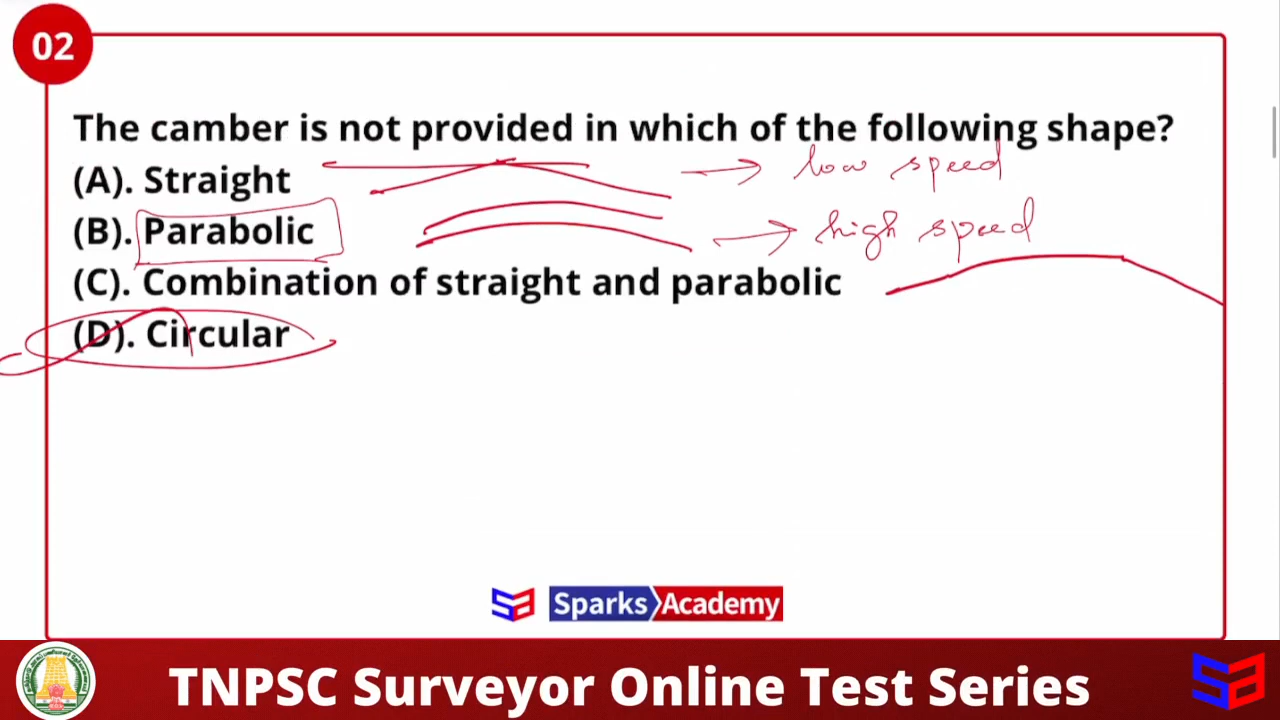 02
The camber is not provided in which of the following shape?
(A). Straight
low speed
(B). Parabolic
high speed
(C). Combination of straight and parabolic
(D). Circular
Sparks Academy
TNPSC Surveyor Online Test Series